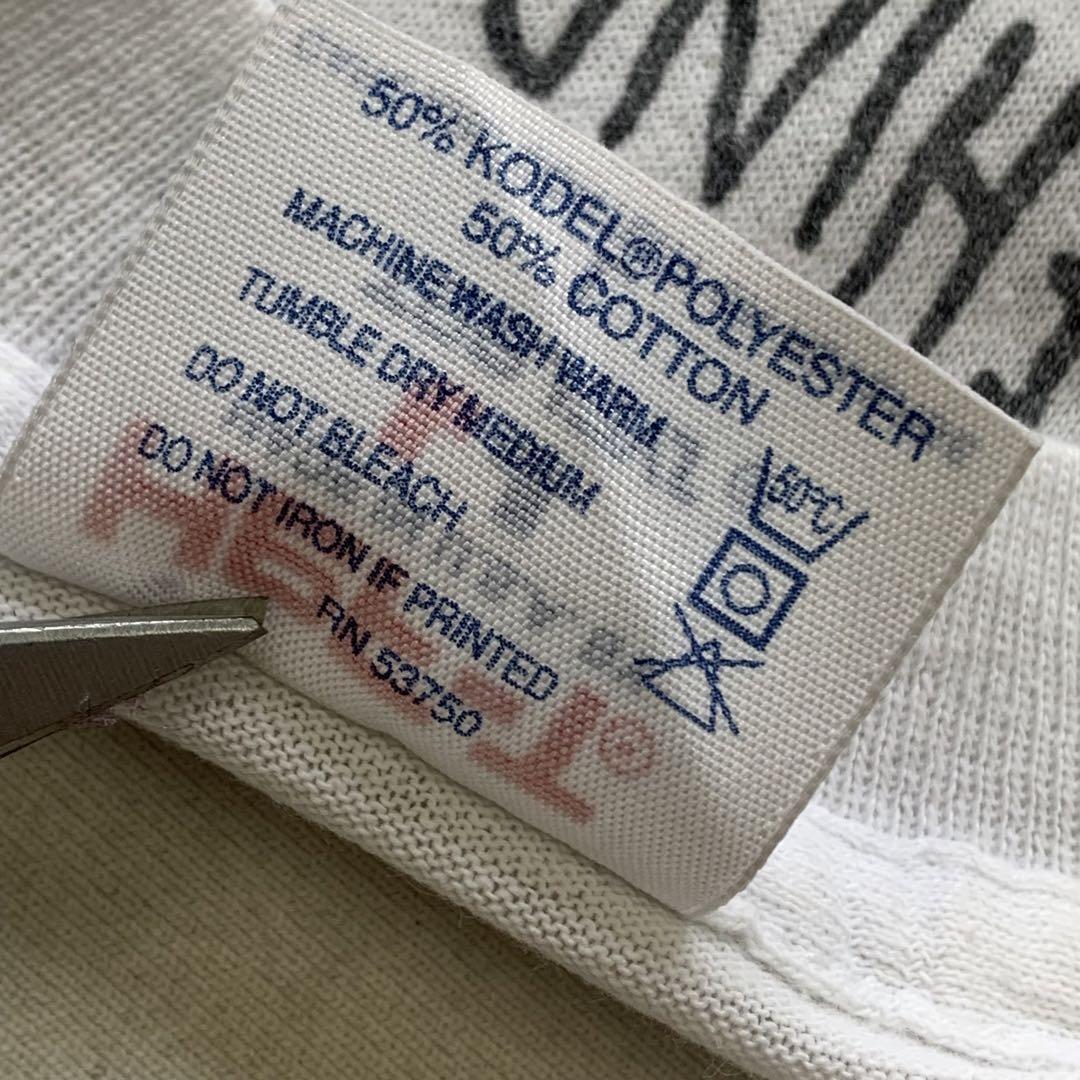 50% KODEL®POLYESTER
50% COTTON
MACHINE WASH WARM
TUMBLE DRY MEDIUM
DO NOT BLEACH
DO NOT IRON IF PRINTED
RN 53750
50°C